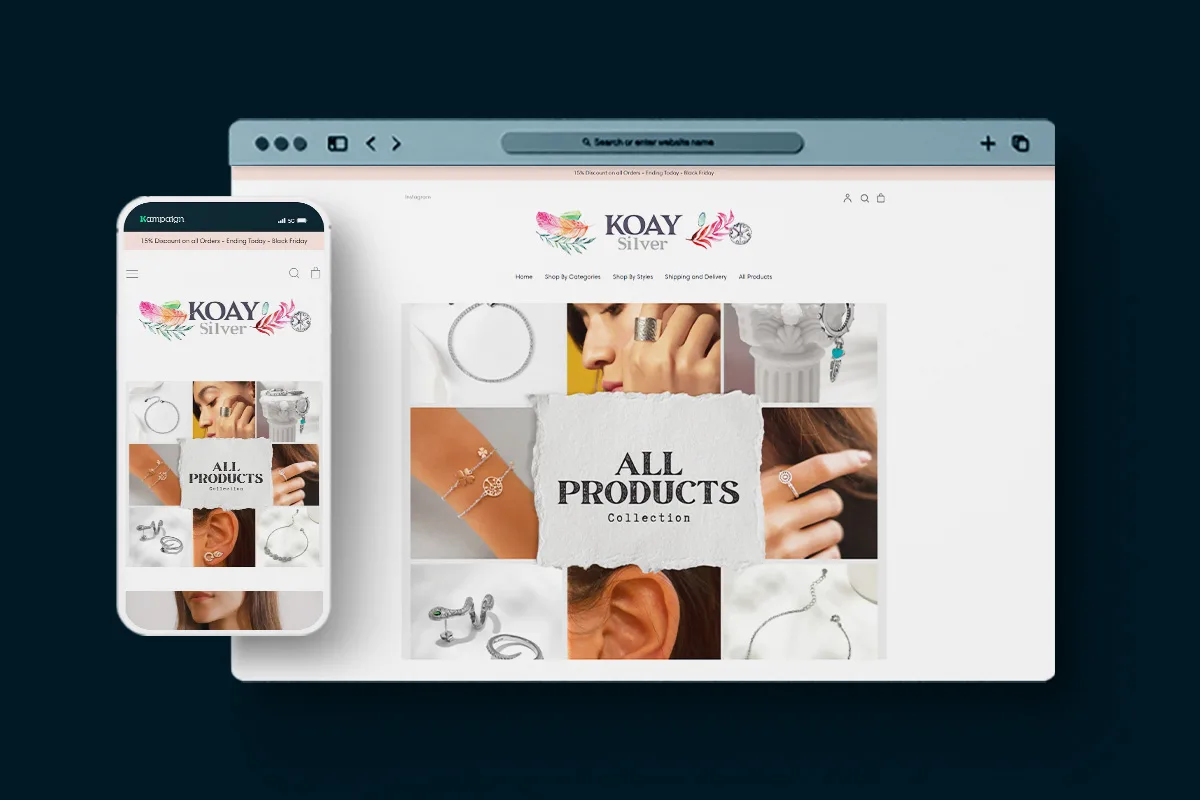 Search or enter website name
15% Discount on all Orders - Ending Today - Black Friday
Instagram
KOAY
Silver
Home Shop By Categories Shop By Styles Shipping and Delivery All Products
ALL
PRODUCTS
Collection
Kampaign
5G
15% Discount on all Orders - Ending Today - Black Friday
KOAY
Silver
ALL
PRODUCTS
Collection